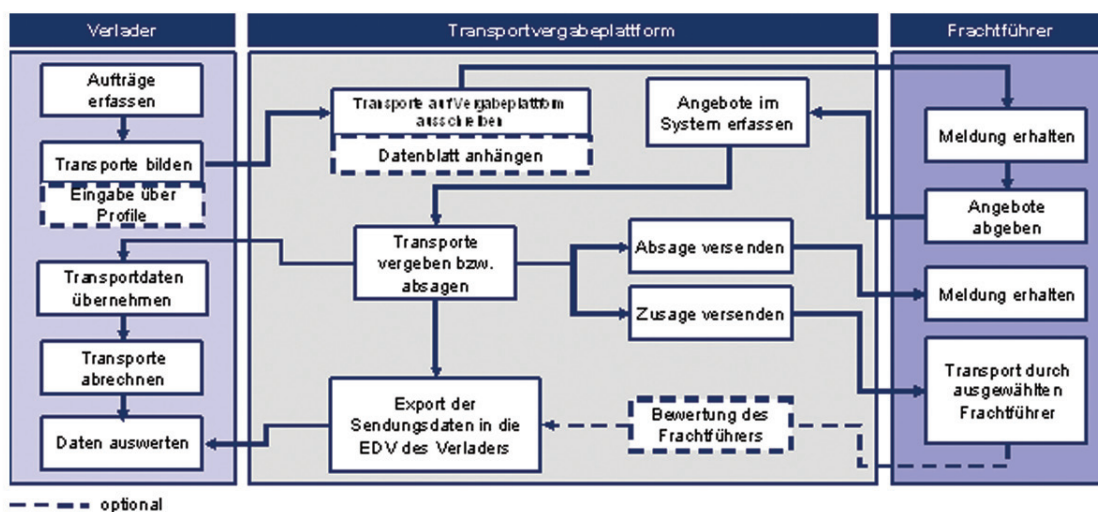 Verlader
Transportvergabeplattform
Frachtführer
Aufträge
erfassen
Transporte bilden
Eingabe über
Profile
Transportdaten
übernehmen
Transporte
abrechnen
Daten auswerten
Transporte auf Vergabeplattform
ausschreiben
Datenblatt anhängen
Angebote im
System erfassen
Transporte
vergeben bzw.
absagen
Absage versenden
Zusage versenden
Export der
Sendungsdaten in die
EDV des Verladers
Bewertung des
Frachtführers
Meldung erhalten
Angebote
abgeben
Meldung erhalten
Transport durch
ausgewählten
Frachtführer
optional